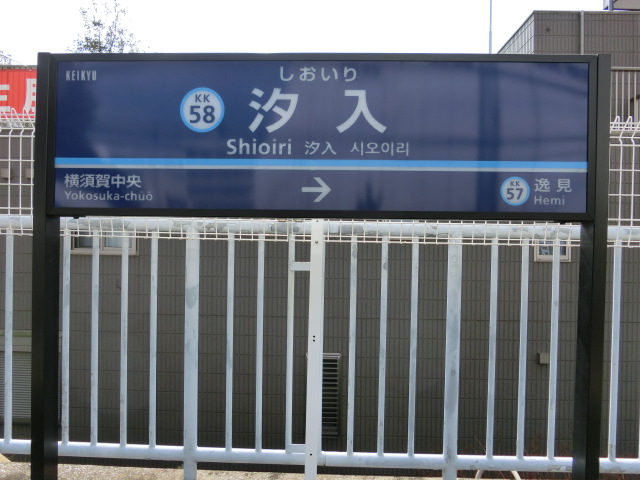 KEIKYU
しおいり
KK 58 汐入
Shioiri 汐入 시오이리
横須賀中央 → KK 57 逸見
Yokosuka-chūō Hemi